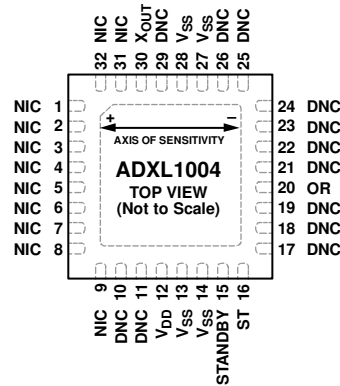 32 NIC
31 NIC
30 XOUT
29 DNC
28 VSS
27 VSS
26 DNC
25 DNC
NIC 1
NIC 2
NIC 3
NIC 4
NIC 5
NIC 6
NIC 7
NIC 8
+ −
AXIS OF SENSITIVITY
ADXL1004
TOP VIEW
(Not to Scale)
24 DNC
23 DNC
22 DNC
21 DNC
20 OR
19 DNC
18 DNC
17 DNC
NIC 9
DNC 10
DNC 11
VDD 12
VSS 13
VSS 14
STANDBY 15
ST 16